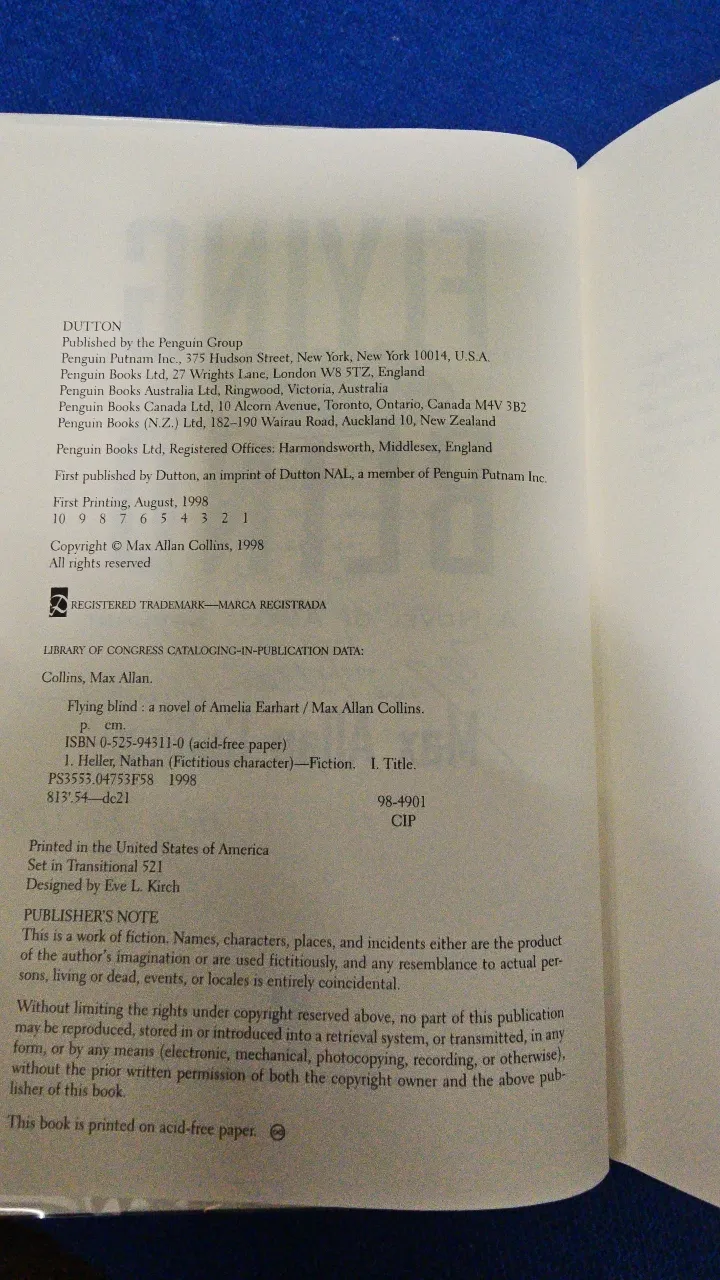 DUTTON
Published by the Penguin Group
Penguin Putnam Inc., 375 Hudson Street, New York, New York 10014, U.S.A.
Penguin Books Ltd, 27 Wrights Lane, London W8 5TZ, England
Penguin Books Australia Ltd, Ringwood, Victoria, Australia
Penguin Books Canada Ltd, 10 Alcorn Avenue, Toronto, Ontario, Canada M4V 3B2
Penguin Books (N.Z.) Ltd, 182–190 Wairau Road, Auckland 10, New Zealand
Penguin Books Ltd, Registered Offices: Harmondsworth, Middlesex, England
First published by Dutton, an imprint of Dutton NAL, a member of Penguin Putnam Inc.
First Printing, August, 1998
10 9 8 7 6 5 4 3 2 1
Copyright © Max Allan Collins, 1998
All rights reserved
REGISTERED TRADEMARK—MARCA REGISTRADA
LIBRARY OF CONGRESS CATALOGING-IN-PUBLICATION DATA:
Collins, Max Allan.
Flying blind : a novel of Amelia Earhart / Max Allan Collins.
p. cm.
ISBN 0-525-94311-0 (acid-free paper)
1. Heller, Nathan (Fictitious character)—Fiction. I. Title.
PS3553.04753F58 1998
813'.54—dc21
98-4901
CIP
Printed in the United States of America
Set in Transitional 521
Designed by Eve L. Kirch
PUBLISHER'S NOTE
This is a work of fiction. Names, characters, places, and incidents either are the product
of the author's imagination or are used fictitiously, and any resemblance to actual per-
sons, living or dead, events, or locales is entirely coincidental.
Without limiting the rights under copyright reserved above, no part of this publication
may be reproduced, stored in or introduced into a retrieval system, or transmitted, in any
form, or by any means (electronic, mechanical, photocopying, recording, or otherwise),
without the prior written permission of both the copyright owner and the above pub-
lisher of this book.
This book is printed on acid-free paper.